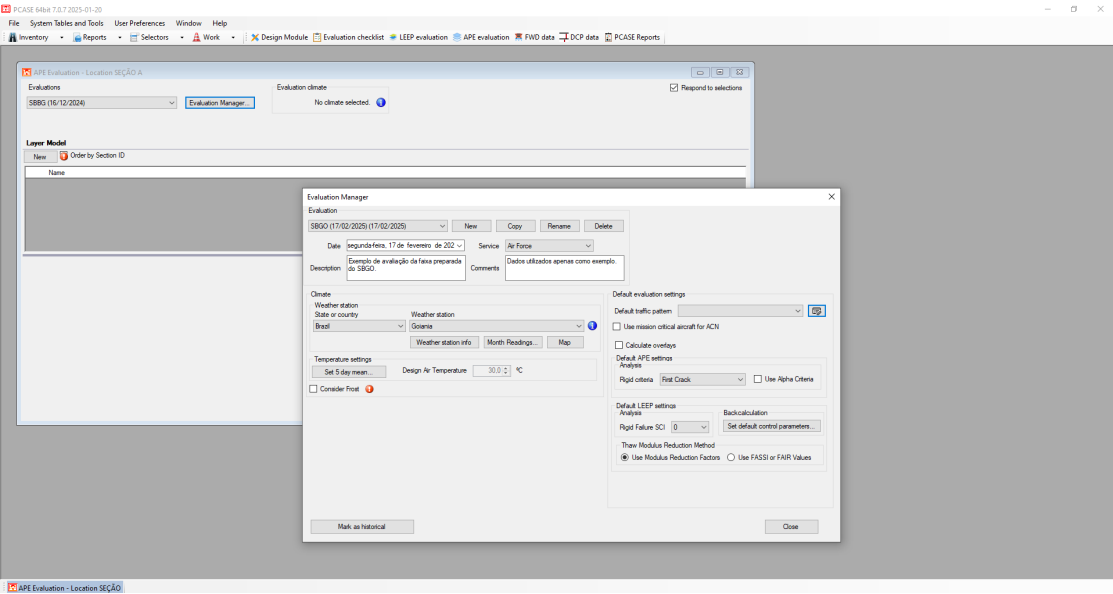 PCASE 64bit 7.0.7 2025-01-20
File System Tables and Tools User Preferences Window Help
Inventory Reports Selectors Work Design Module Evaluation checklist LEEP evaluation APE evaluation FWD data DCP data PCASE Reports
APE Evaluation - Location SEÇÃO A
Evaluations
Evaluation climate
Respond to selections
SBBG (16/12/2024)
Evaluation Manager...
No climate selected.
Layer Model
New
Order by Section ID
Name
Evaluation Manager
Evaluation
SBGO (17/02/2025) (17/02/2025)
New
Copy
Rename
Delete
Date
segunda-feira, 17 de fevereiro de 202
Service
Air Force
Description
Exemplo de avaliação da faixa preparada
do SBGO.
Comments
Dados utilizados apenas como exemplo.
Climate
Weather station
State or country
Weather station
Brazil
Goiania
Weather station info
Month Readings...
Map
Temperature settings
Set 5 day mean...
Design Air Temperature
30.0
ºC
Consider Frost
Default evaluation settings
Default traffic pattern
Use mission critical aircraft for ACN
Calculate overlays
Default APE settings
Analysis
Rigid criteria
First Crack
Use Alpha Criteria
Default LEEP settings
Analysis
Rigid Failure SCI
0
Backcalculation
Set default control parameters...
Thaw Modulus Reduction Method
Use Modulus Reduction Factors
Use FASSI or FAIR Values
Mark as historical
Close
APE Evaluation - Location SEÇÃO